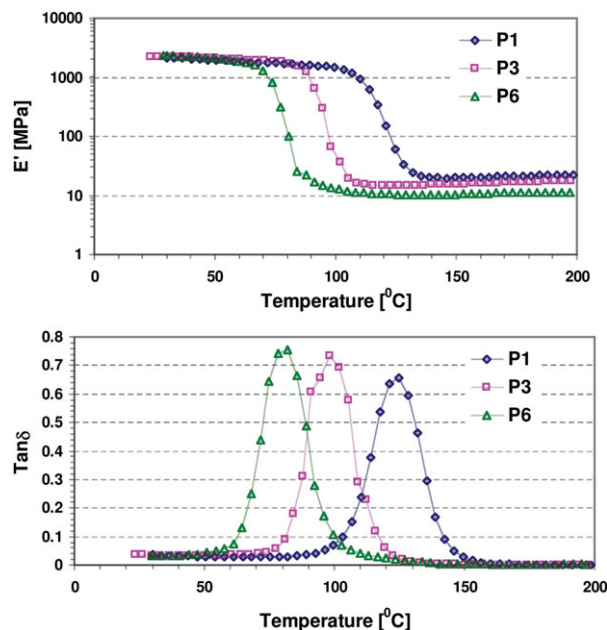 10000
1000
100
10
1
E' [MPa]
P1
P3
P6
0 50 100 150 200
Temperature [⁰C]
0.8
0.7
0.6
0.5
0.4
0.3
0.2
0.1
0
Tanδ
P1
P3
P6
0 50 100 150 200
Temperature [⁰C]